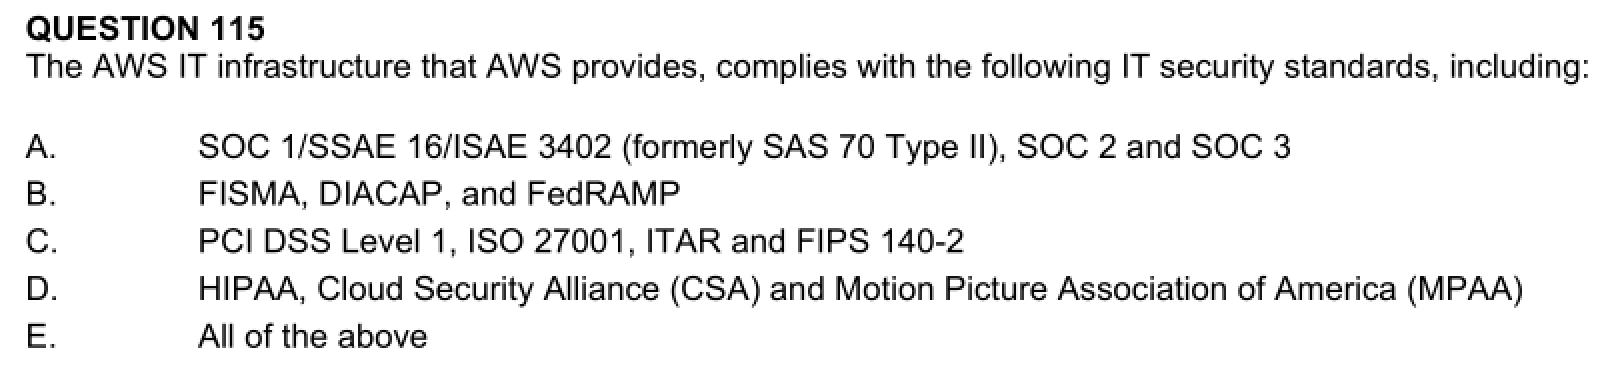 QUESTION 115
The AWS IT infrastructure that AWS provides, complies with the following IT security standards, including:
A. SOC 1/SSAE 16/ISAE 3402 (formerly SAS 70 Type II), SOC 2 and SOC 3
B. FISMA, DIACAP, and FedRAMP
C. PCI DSS Level 1, ISO 27001, ITAR and FIPS 140-2
D. HIPAA, Cloud Security Alliance (CSA) and Motion Picture Association of America (MPAA)
E. All of the above